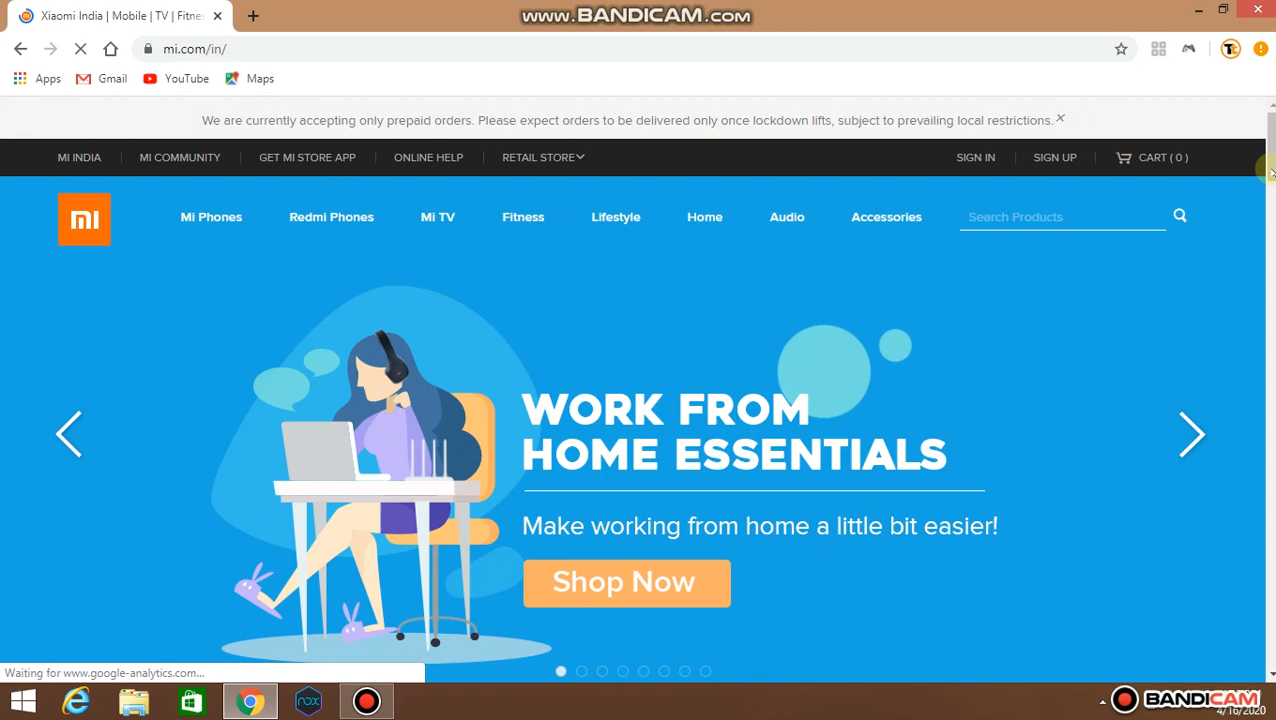 Xiaomi India | Mobile | TV | Fitnes
www.BANDICAM.com
mi.com/in/
Apps
Gmail
YouTube
Maps
We are currently accepting only prepaid orders. Please expect orders to be delivered only once lockdown lifts, subject to prevailing local restrictions.
MI INDIA
MI COMMUNITY
GET MI STORE APP
ONLINE HELP
RETAIL STORE
SIGN IN
SIGN UP
CART ( 0 )
mi
Mi Phones
Redmi Phones
Mi TV
Fitness
Lifestyle
Home
Audio
Accessories
Search Products
WORK FROM
HOME ESSENTIALS
Make working from home a little bit easier!
Shop Now
Waiting for www.google-analytics.com...
nox
BANDICAM
4/16/2020